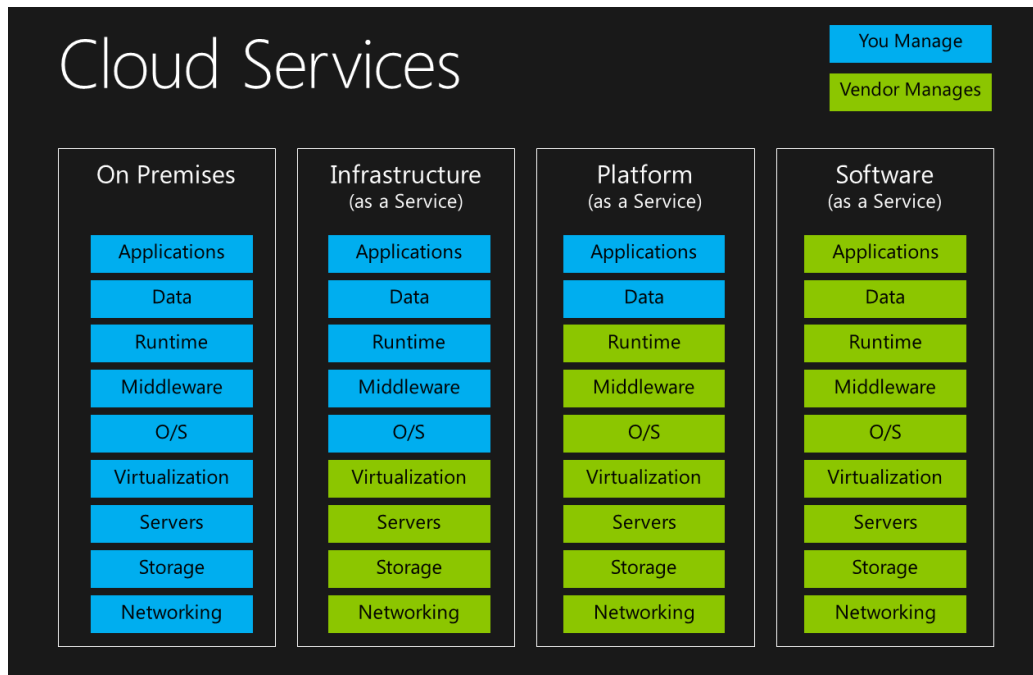 Cloud Services
You Manage
Vendor Manages
On Premises
Applications
Data
Runtime
Middleware
O/S
Virtualization
Servers
Storage
Networking
Infrastructure
(as a Service)
Applications
Data
Runtime
Middleware
O/S
Virtualization
Servers
Storage
Networking
Platform
(as a Service)
Applications
Data
Runtime
Middleware
O/S
Virtualization
Servers
Storage
Networking
Software
(as a Service)
Applications
Data
Runtime
Middleware
O/S
Virtualization
Servers
Storage
Networking